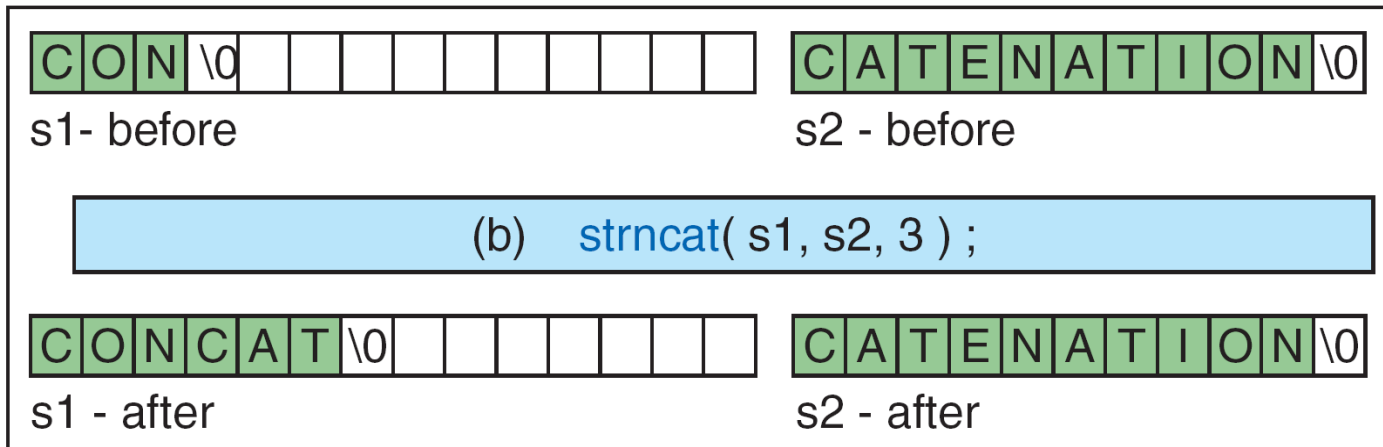 CON\0 CATENATION\0
s1- before s2 - before
(b) strncat( s1, s2, 3 ) ;
CONCAT\0 CATENATION\0
s1 - after s2 - after